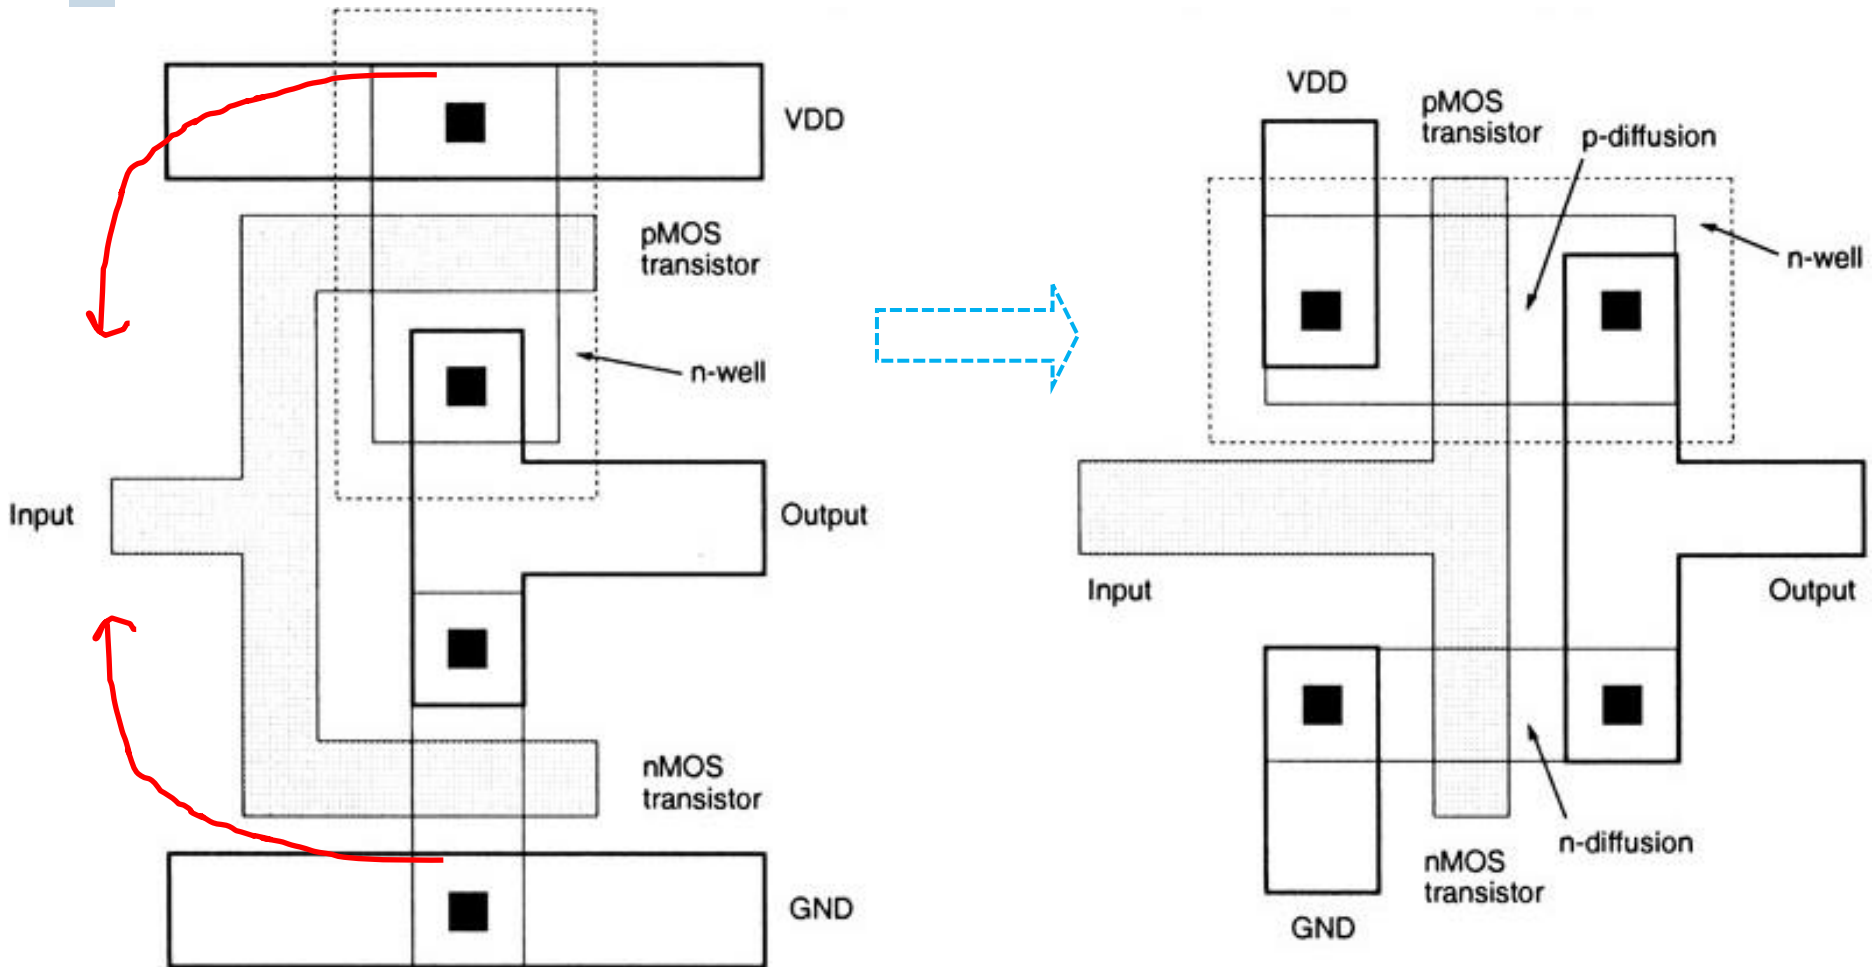 VDD
pMOS
transistor
n-well
Input
Output
nMOS
transistor
GND
VDD
pMOS
transistor
p-diffusion
n-well
Input
Output
n-diffusion
nMOS
transistor
GND